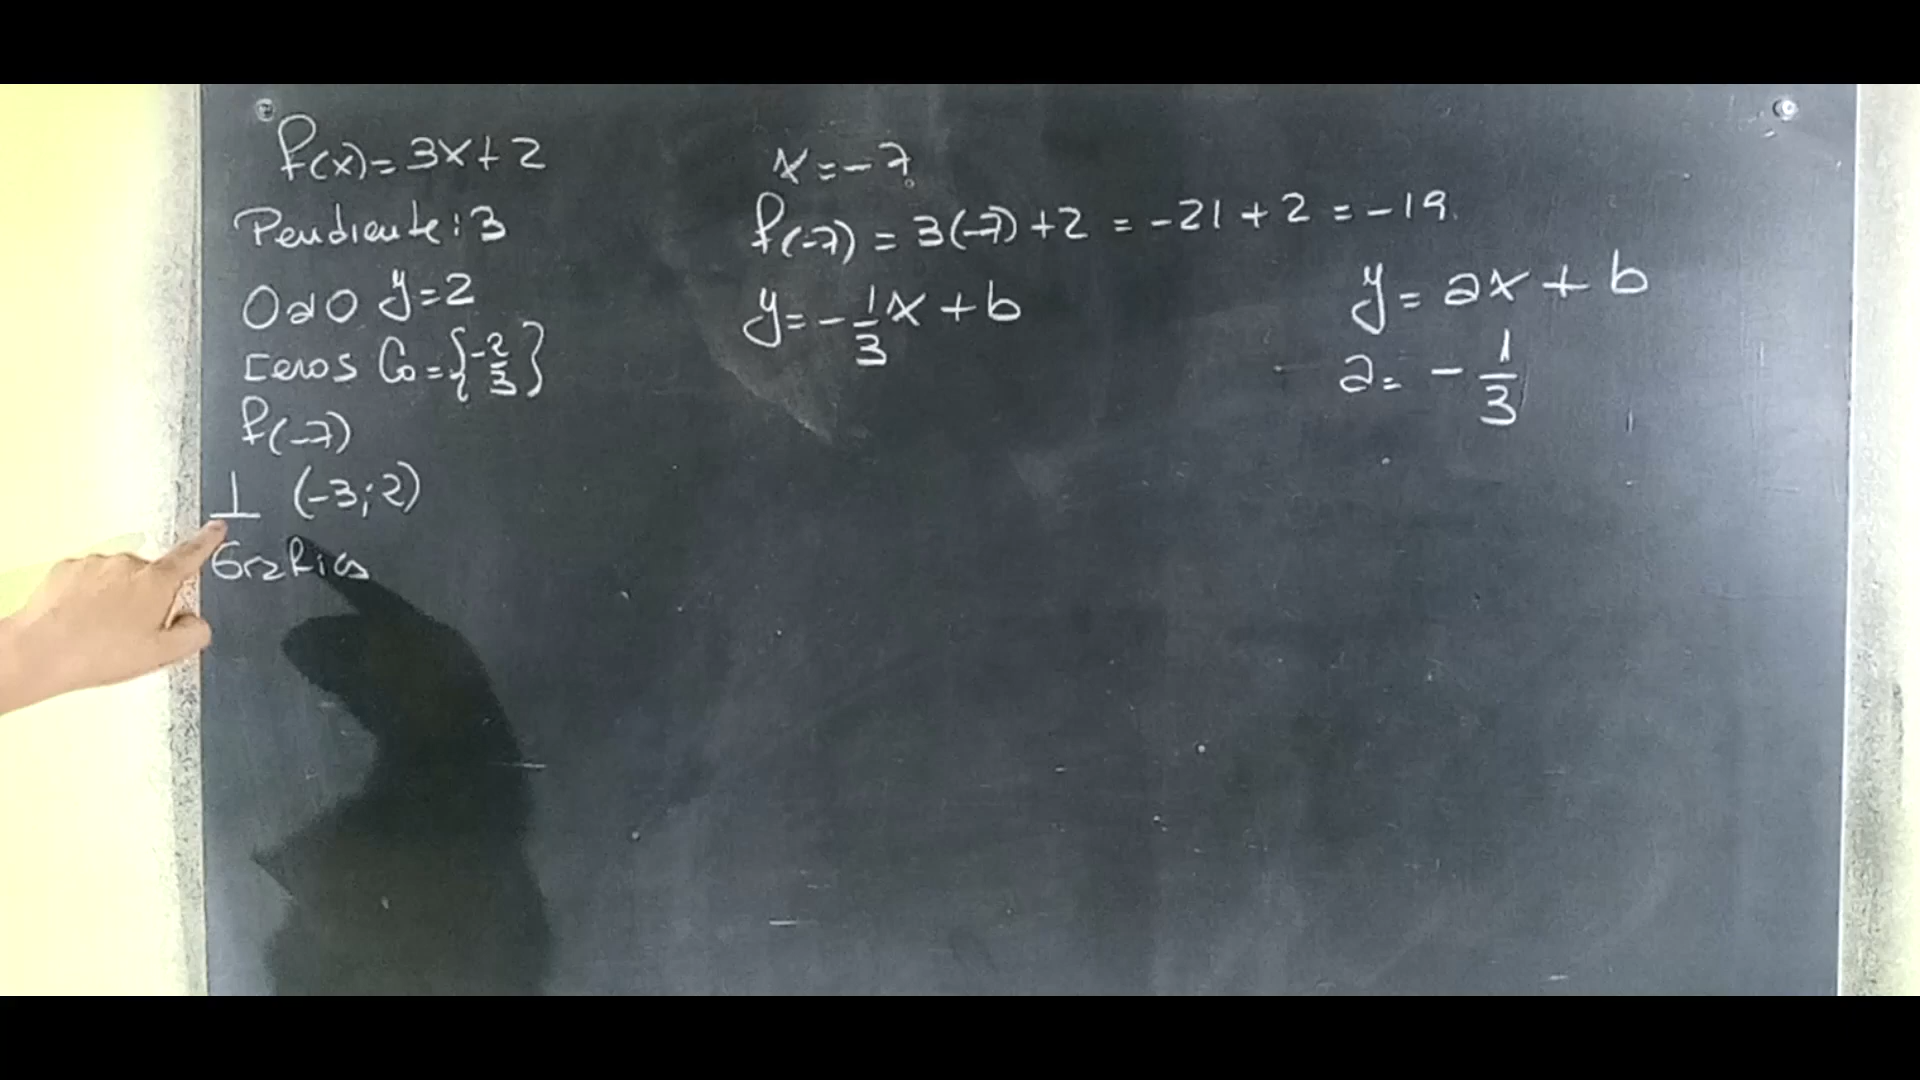 f(x)=3x+2
Pendiente: 3
OaO y=2
Ceros C₀={-2/3}
f(-7)
⊥ (-3;2)
Grafica
x=-7
f(-7) = 3(-7)+2 = -21+2 = -19
y=-1/3x+b
y=ax+b
a=-1/3